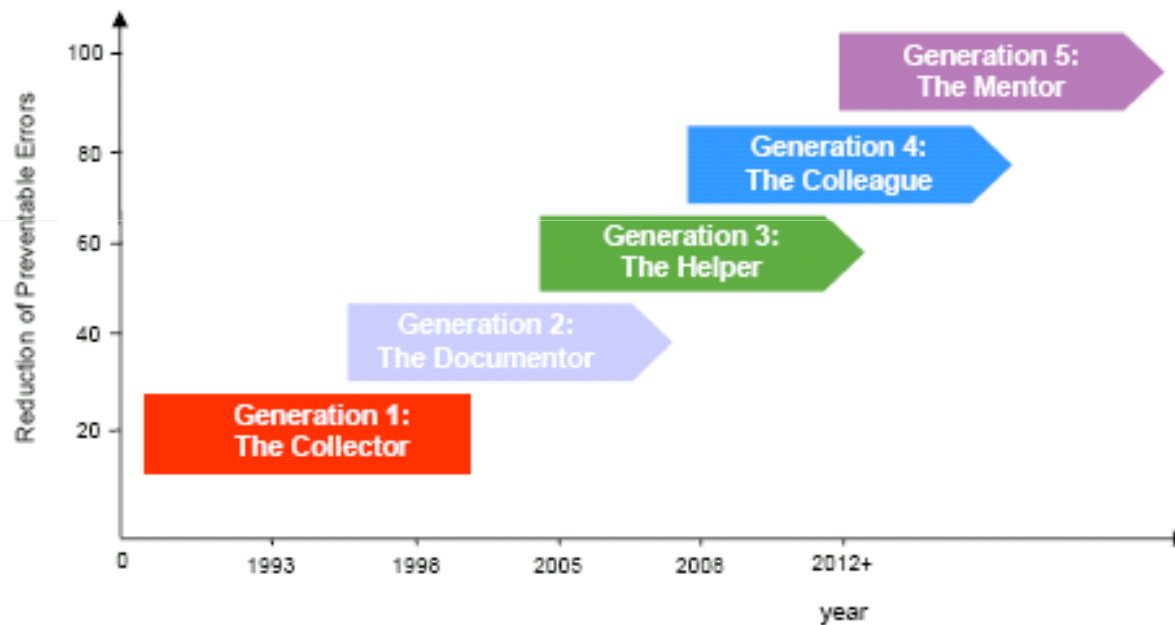 Reduction of Preventable Errors
100
80
60
40
20
0
Generation 5:
The Mentor
Generation 4:
The Colleague
Generation 3:
The Helper
Generation 2:
The Documentor
Generation 1:
The Collector
1993
1998
2005
2008
2012+
year